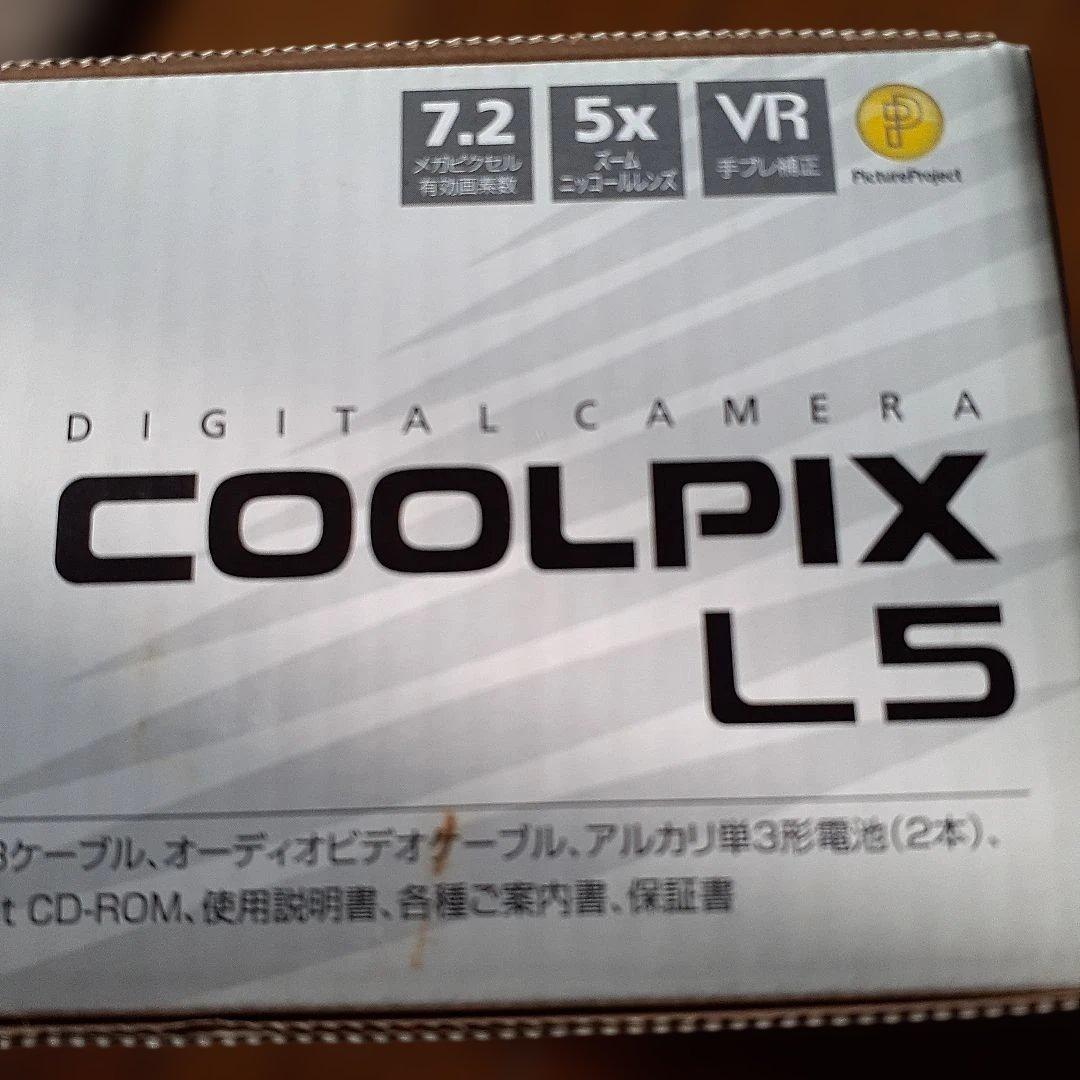 7.2
メガピクセル
有効画素数
5x
ズーム
ニッコールレンズ
VR
手ブレ補正
P
PictureProject
DIGITAL CAMERA
COOLPIX
L5
ケーブル、オーディオビデオケーブル、アルカリ単3形電池(2本)、
t CD-ROM、使用説明書、各種ご案内書、保証書